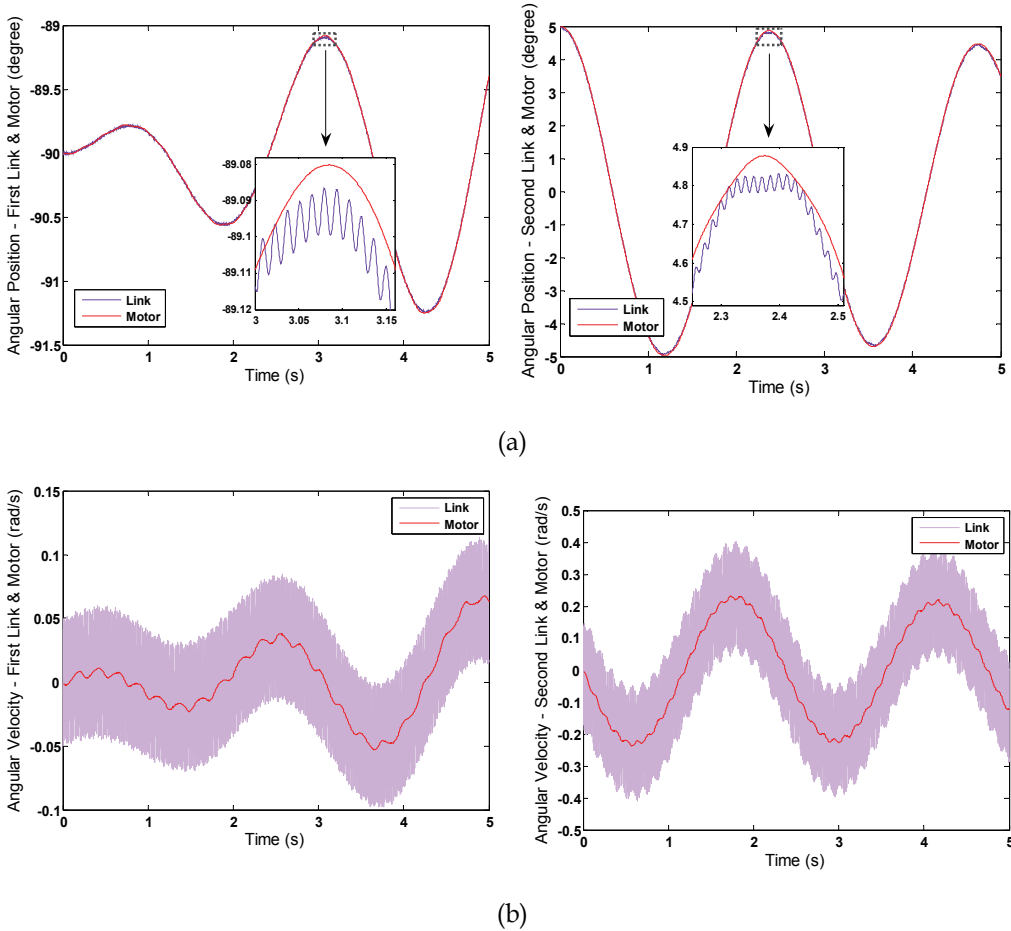 Angular Position - First Link & Motor (degree)
-89
-89.5
-90
-90.5
-91
-91.5
0 1 2 3 4 5
Time (s)
Link
Motor
-89.08
-89.09
-89.1
-89.11
-89.12
3 3.05 3.1 3.15
Angular Position - Second Link & Motor (degree)
5
4
3
2
1
0
-1
-2
-3
-4
-5
0 1 2 3 4 5
Time (s)
Link
Motor
4.9
4.8
4.7
4.6
4.5
2.3 2.4 2.5
(a)
Angular Velocity - First Link & Motor (rad/s)
0.15
0.1
0.05
0
-0.05
-0.1
0 1 2 3 4 5
Time (s)
Link
Motor
Angular Velocity - Second Link & Motor (rad/s)
0.5
0.4
0.3
0.2
0.1
0
-0.1
-0.2
-0.3
-0.4
-0.5
0 1 2 3 4 5
Time (s)
Link
Motor
(b)